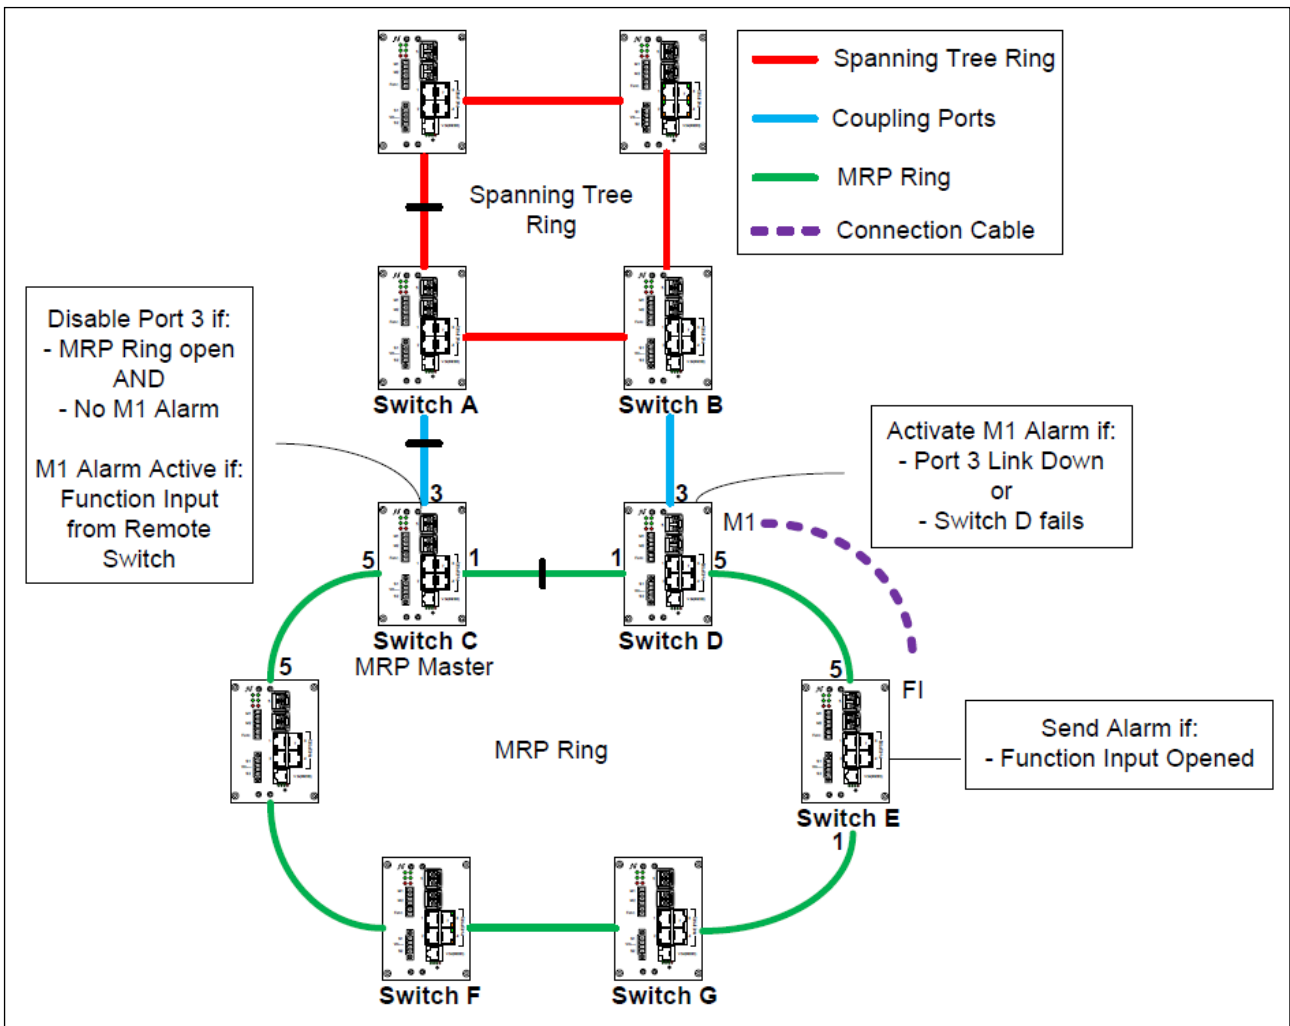 Spanning Tree Ring
Coupling Ports
MRP Ring
Connection Cable
Spanning Tree
Ring
Switch A
Switch B
Disable Port 3 if:
- MRP Ring open
AND
- No M1 Alarm
M1 Alarm Active if:
Function Input
from Remote
Switch
Activate M1 Alarm if:
- Port 3 Link Down
or
- Switch D fails
3
3
M1
5
1
1
5
Switch C
MRP Master
Switch D
5
5
FI
MRP Ring
Send Alarm if:
- Function Input Opened
Switch E
1
Switch F
Switch G